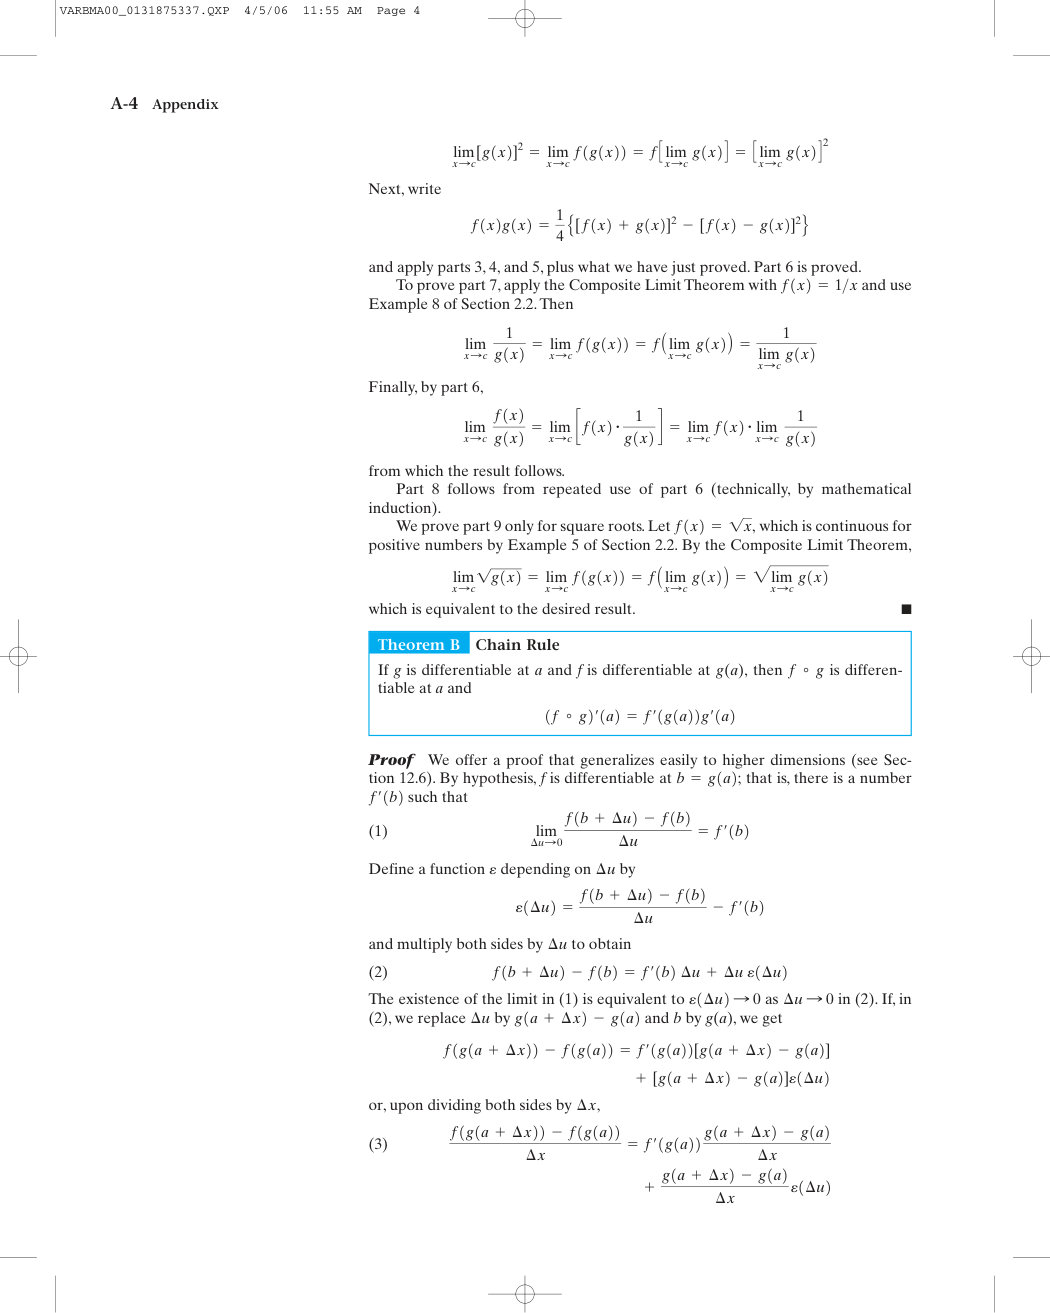 VARBMA00_0131875337.QXP 4/5/06 11:55 AM Page 4
A-4 Appendix
lim_{x→c} [g(x)]² = lim_{x→c} f(g(x)) = f[lim_{x→c} g(x)] = [lim_{x→c} g(x)]²
Next, write
f(x)g(x) = 1/4 {[f(x) + g(x)]² − [f(x) − g(x)]²}
and apply parts 3, 4, and 5, plus what we have just proved. Part 6 is proved.
To prove part 7, apply the Composite Limit Theorem with f(x) = 1/x and use
Example 8 of Section 2.2. Then
lim_{x→c} 1/g(x) = lim_{x→c} f(g(x)) = f(lim_{x→c} g(x)) = 1/(lim_{x→c} g(x))
Finally, by part 6,
lim_{x→c} f(x)/g(x) = lim_{x→c} [f(x) · 1/g(x)] = lim_{x→c} f(x) · lim_{x→c} 1/g(x)
from which the result follows.
Part 8 follows from repeated use of part 6 (technically, by mathematical
induction).
We prove part 9 only for square roots. Let f(x) = √x, which is continuous for
positive numbers by Example 5 of Section 2.2. By the Composite Limit Theorem,
lim_{x→c} √g(x) = lim_{x→c} f(g(x)) = f(lim_{x→c} g(x)) = √(lim_{x→c} g(x))
which is equivalent to the desired result. ■
Theorem B Chain Rule
If g is differentiable at a and f is differentiable at g(a), then f ∘ g is differen-
tiable at a and
(f ∘ g)′(a) = f′(g(a))g′(a)
Proof We offer a proof that generalizes easily to higher dimensions (see Sec-
tion 12.6). By hypothesis, f is differentiable at b = g(a); that is, there is a number
f′(b) such that
(1) lim_{Δu→0} (f(b + Δu) − f(b))/Δu = f′(b)
Define a function ε depending on Δu by
ε(Δu) = (f(b + Δu) − f(b))/Δu − f′(b)
and multiply both sides by Δu to obtain
(2) f(b + Δu) − f(b) = f′(b) Δu + Δu ε(Δu)
The existence of the limit in (1) is equivalent to ε(Δu) → 0 as Δu → 0 in (2). If, in
(2), we replace Δu by g(a + Δx) − g(a) and b by g(a), we get
f(g(a + Δx)) − f(g(a)) = f′(g(a))[g(a + Δx) − g(a)]
+ [g(a + Δx) − g(a)]ε(Δu)
or, upon dividing both sides by Δx,
(3) (f(g(a + Δx)) − f(g(a)))/Δx = f′(g(a)) (g(a + Δx) − g(a))/Δx
+ (g(a + Δx) − g(a))/Δx ε(Δu)